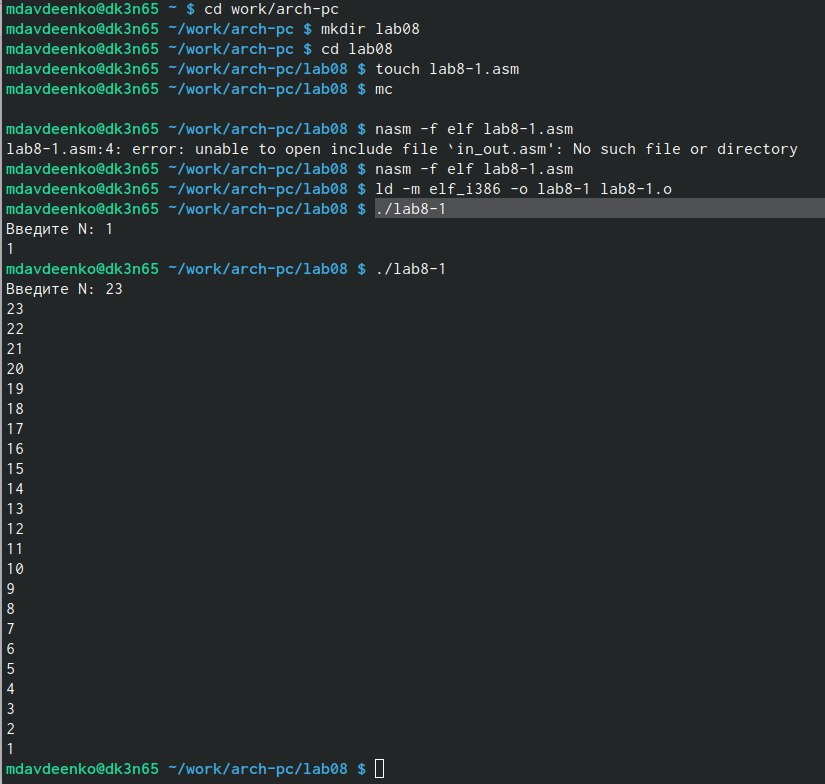 mdavdeenko@dk3n65 ~ $ cd work/arch-pc
mdavdeenko@dk3n65 ~/work/arch-pc $ mkdir lab08
mdavdeenko@dk3n65 ~/work/arch-pc $ cd lab08
mdavdeenko@dk3n65 ~/work/arch-pc/lab08 $ touch lab8-1.asm
mdavdeenko@dk3n65 ~/work/arch-pc/lab08 $ mc
mdavdeenko@dk3n65 ~/work/arch-pc/lab08 $ nasm -f elf lab8-1.asm
lab8-1.asm:4: error: unable to open include file `in_out.asm': No such file or directory
mdavdeenko@dk3n65 ~/work/arch-pc/lab08 $ nasm -f elf lab8-1.asm
mdavdeenko@dk3n65 ~/work/arch-pc/lab08 $ ld -m elf_i386 -o lab8-1 lab8-1.o
mdavdeenko@dk3n65 ~/work/arch-pc/lab08 $ ./lab8-1
Введите N: 1
1
mdavdeenko@dk3n65 ~/work/arch-pc/lab08 $ ./lab8-1
Введите N: 23
23
22
21
20
19
18
17
16
15
14
13
12
11
10
9
8
7
6
5
4
3
2
1
mdavdeenko@dk3n65 ~/work/arch-pc/lab08 $